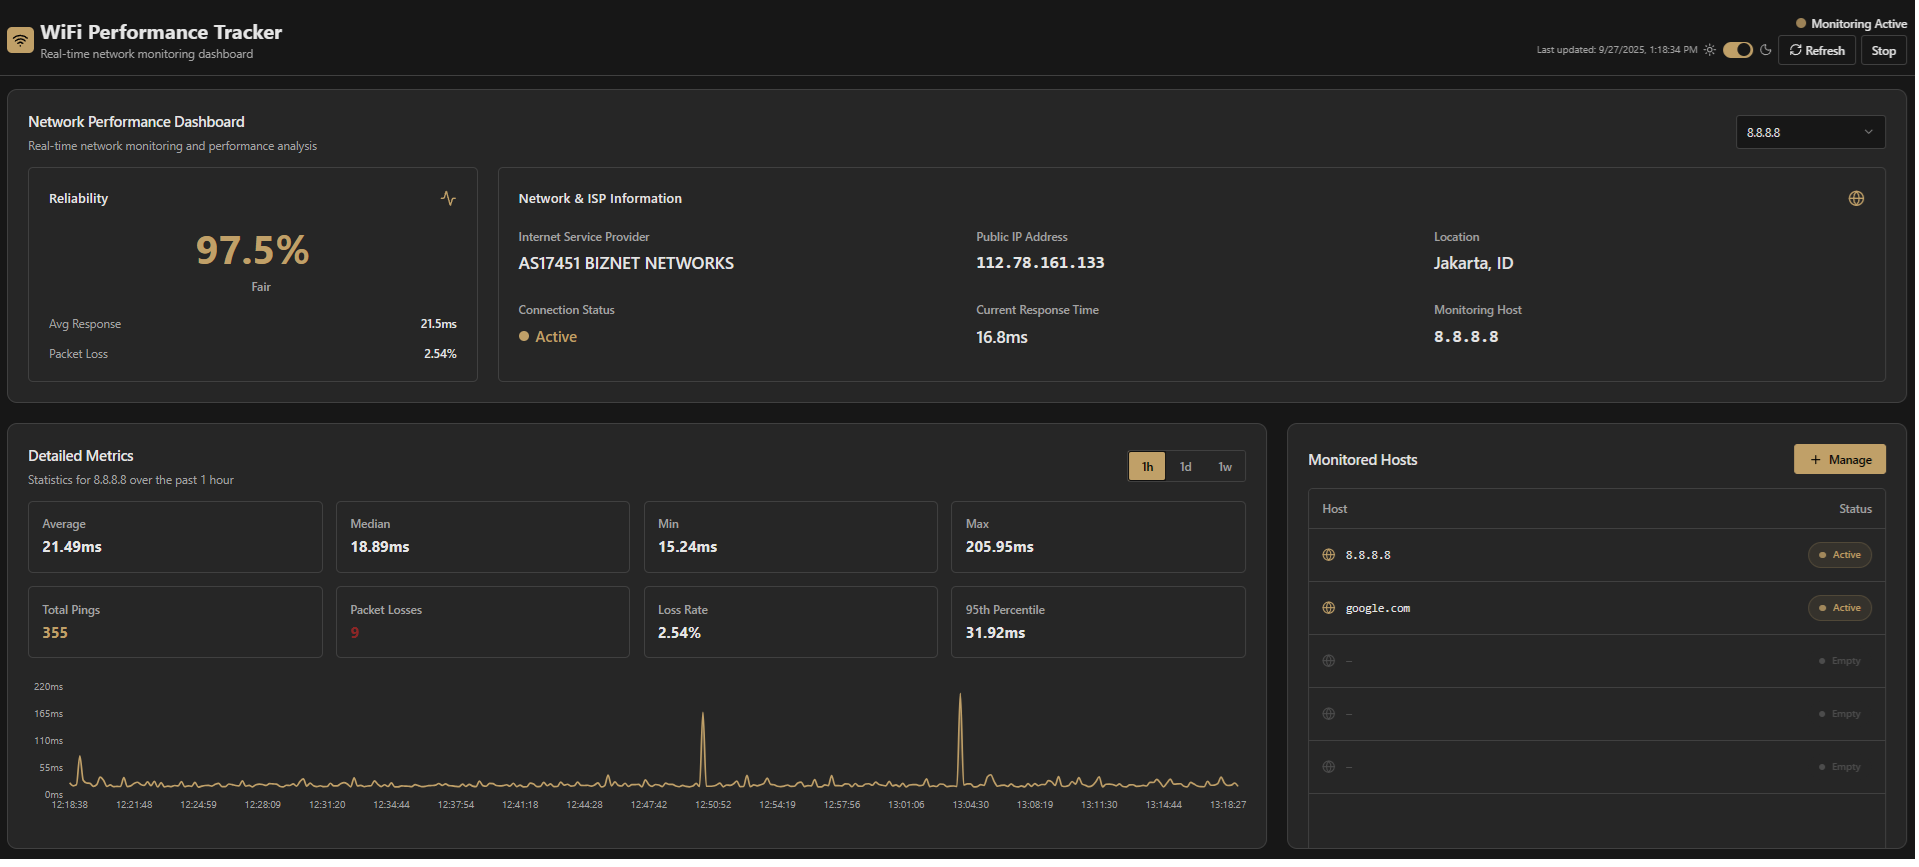 WiFi Performance Tracker
Real-time network monitoring dashboard
Monitoring Active
Last updated: 9/27/2025, 1:18:34 PM
Refresh
Stop
Network Performance Dashboard
Real-time network monitoring and performance analysis
8.8.8.8
Reliability
97.5%
Fair
Avg Response 21.5ms
Packet Loss 2.54%
Network & ISP Information
Internet Service Provider
AS17451 BIZNET NETWORKS
Public IP Address
112.78.161.133
Location
Jakarta, ID
Connection Status
Active
Current Response Time
16.8ms
Monitoring Host
8.8.8.8
Detailed Metrics
Statistics for 8.8.8.8 over the past 1 hour
1h 1d 1w
Average
21.49ms
Median
18.89ms
Min
15.24ms
Max
205.95ms
Total Pings
355
Packet Losses
9
Loss Rate
2.54%
95th Percentile
31.92ms
220ms
165ms
110ms
55ms
0ms
12:18:38 12:21:48 12:24:59 12:28:09 12:31:20 12:34:44 12:37:54 12:41:18 12:44:28 12:47:42 12:50:52 12:54:19 12:57:56 13:01:06 13:04:30 13:08:19 13:11:30 13:14:44 13:18:27
Monitored Hosts
+ Manage
Host Status
8.8.8.8 Active
google.com Active
– Empty
– Empty
– Empty